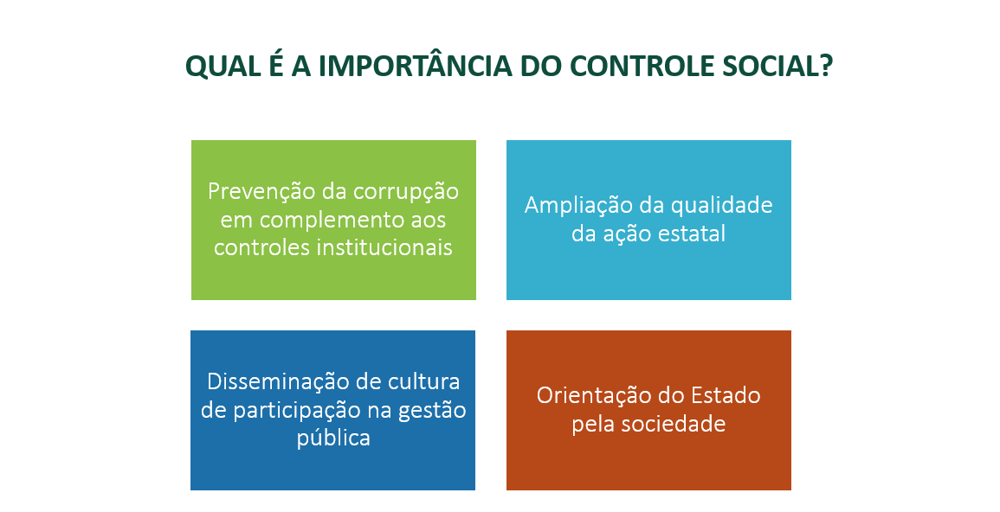 QUAL É A IMPORTÂNCIA DO CONTROLE SOCIAL?
Prevenção da corrupção
em complemento aos
controles institucionais
Ampliação da qualidade
da ação estatal
Disseminação de cultura
de participação na gestão
pública
Orientação do Estado
pela sociedade